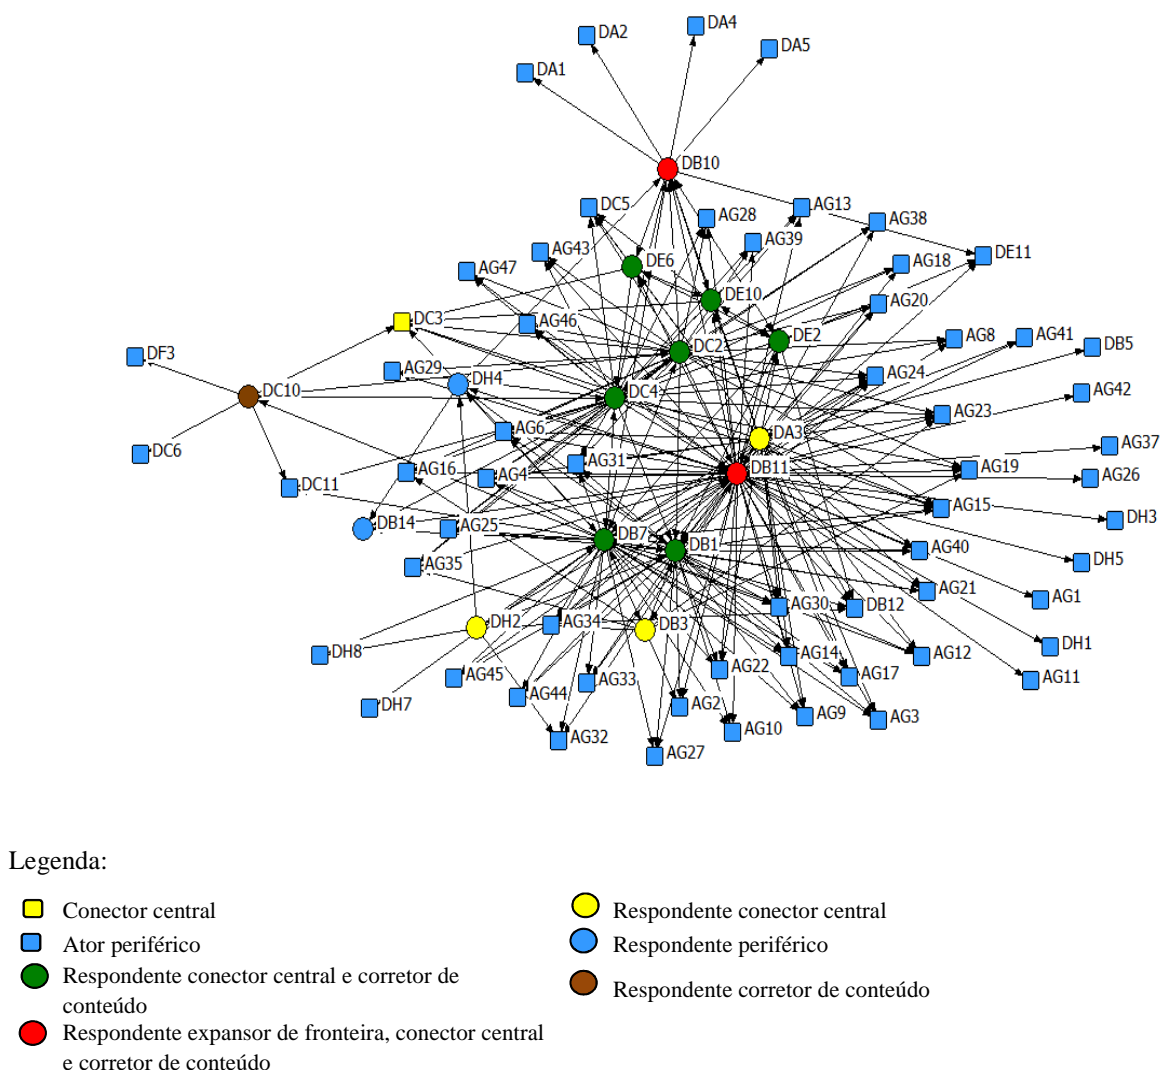 DA2
DA4
DA5
DA1
DB10
DC5
AG28
AG13
AG38
AG39
AG43
DE6
DE11
AG18
AG47
DE10
AG20
DC3
AG46
DE2
AG8
AG41
DB5
DC2
DF3
AG29
DH4
AG24
DC10
DC4
AG42
AG23
AG6
DA3
AG37
DC6
AG16
AG4
AG31
DB11
AG19
AG26
DC11
AG15
DH3
DB14
AG25
DB7
DB1
AG40
DH5
AG35
AG21
AG1
AG30
DB12
DH2
AG34
DB3
DH1
DH8
AG14
AG12
AG22
AG17
AG11
AG45
AG33
AG44
DH7
AG2
AG9
AG3
AG10
AG32
AG27
Legenda:
Conector central
Respondente conector central
Ator periférico
Respondente periférico
Respondente conector central e corretor de
conteúdo
Respondente corretor de conteúdo
Respondente expansor de fronteira, conector central
e corretor de conteúdo